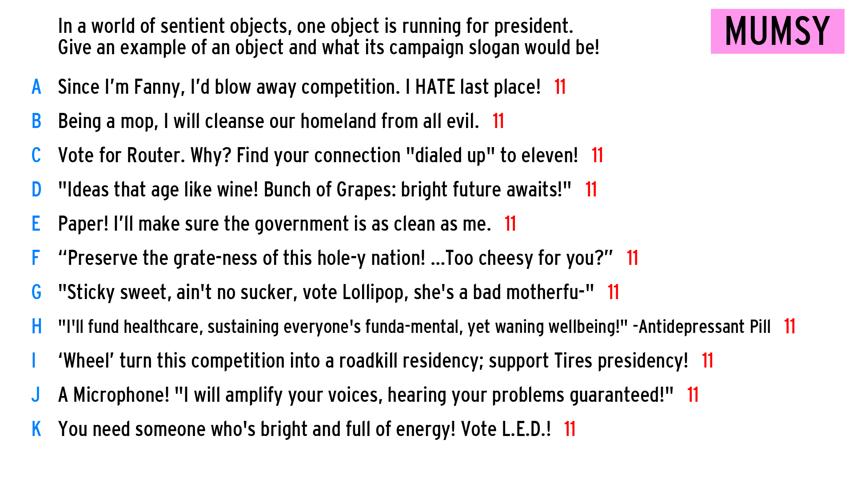 In a world of sentient objects, one object is running for president.
Give an example of an object and what its campaign slogan would be!
MUMSY
A Since I'm Fanny, I'd blow away competition. I HATE last place! 11
B Being a mop, I will cleanse our homeland from all evil. 11
C Vote for Router. Why? Find your connection "dialed up" to eleven! 11
D "Ideas that age like wine! Bunch of Grapes: bright future awaits!" 11
E Paper! I'll make sure the government is as clean as me. 11
F “Preserve the grate-ness of this hole-y nation! ...Too cheesy for you?” 11
G "Sticky sweet, ain't no sucker, vote Lollipop, she's a bad motherfu-" 11
H "I'll fund healthcare, sustaining everyone's funda-mental, yet waning wellbeing!" -Antidepressant Pill 11
I ‘Wheel’ turn this competition into a roadkill residency; support Tires presidency! 11
J A Microphone! "I will amplify your voices, hearing your problems guaranteed!" 11
K You need someone who's bright and full of energy! Vote L.E.D.! 11